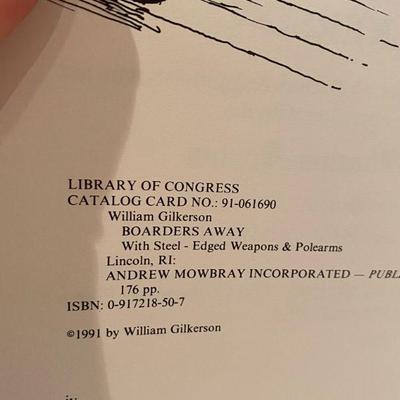 LIBRARY OF CONGRESS
CATALOG CARD NO.: 91-061690
William Gilkerson
BOARDERS AWAY
With Steel - Edged Weapons & Polearms
Lincoln, RI:
ANDREW MOWBRAY INCORPORATED —
176 pp.
ISBN: 0-917218-50-7
©1991 by William Gilkerson